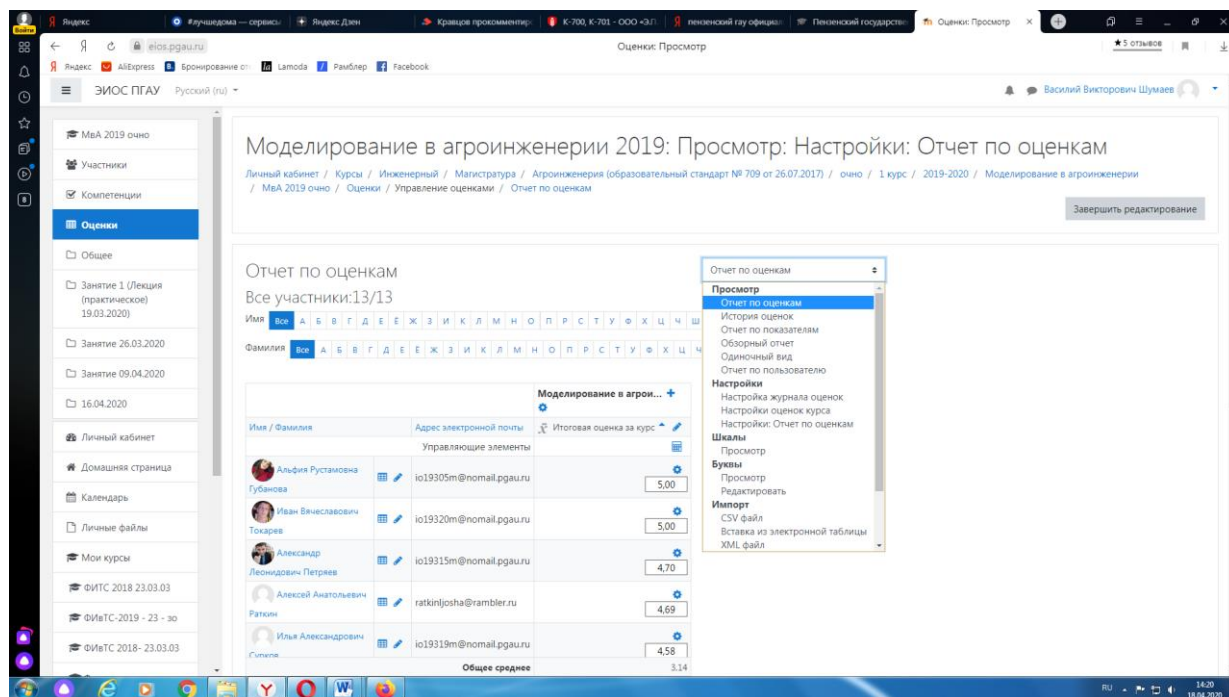 Войти
Яндекс
#лучшедома — сервисы
Яндекс Дзен
Кравцов прокомментир
К-700, К-701 - ООО «З.П
пензенский гау официал
Пензенский государстве
Оценки: Просмотр
eios.pgau.ru
Оценки: Просмотр
★ 5 отзывов
Яндекс
AliExpress
Бронирование от
Lamoda
Рамблер
Facebook
ЭИОС ПГАУ Русский (ru)
Василий Викторович Шумаев
МвА 2019 очно
Участники
Компетенции
Оценки
Общее
Занятие 1 (Лекция
(практическое)
19.03.2020)
Занятие 26.03.2020
Занятие 09.04.2020
16.04.2020
Личный кабинет
Домашняя страница
Календарь
Личные файлы
Мои курсы
ФИТС 2018 23.03.03
ФИвТС-2019 - 23 - зо
ФИвТС 2018- 23.03.03
Моделирование в агроинженерии 2019: Просмотр: Настройки: Отчет по оценкам
Личный кабинет / Курсы / Инженерный / Магистратура / Агроинженерия (образовательный стандарт № 709 от 26.07.2017) / очно / 1 курс / 2019-2020 / Моделирование в агроинженерии
/ МвА 2019 очно / Оценки / Управление оценками / Отчет по оценкам
Завершить редактирование
Отчет по оценкам
Все участники:13/13
Имя Все А Б В Г Д Е Ё Ж З И К Л М Н О П Р С Т У Ф Х Ц Ч Ш
Фамилия Все А Б В Г Д Е Ё Ж З И К Л М Н О П Р С Т У Ф Х Ц Ч
Моделирование в агрои...
Имя / Фамилия
Адрес электронной почты
Итоговая оценка за курс
Управляющие элементы
Альфия Рустамовна
Губанова
io19305m@nomail.pgau.ru
5,00
Иван Вячеславович
Токарев
io19320m@nomail.pgau.ru
5,00
Александр
Леонидович Петряев
io19315m@nomail.pgau.ru
4,70
Алексей Анатольевич
Раткин
ratkinljosha@rambler.ru
4,69
Илья Александрович
Сурков
io19319m@nomail.pgau.ru
4,58
Общее среднее
3,14
Отчет по оценкам
Просмотр
Отчет по оценкам
История оценок
Отчет по показателям
Обзорный отчет
Одиночный вид
Отчет по пользователю
Настройки
Настройка журнала оценок
Настройки оценок курса
Настройки: Отчет по оценкам
Шкалы
Просмотр
Буквы
Просмотр
Редактировать
Импорт
CSV файл
Вставка из электронной таблицы
XML файл
RU
14:20
18.04.2020